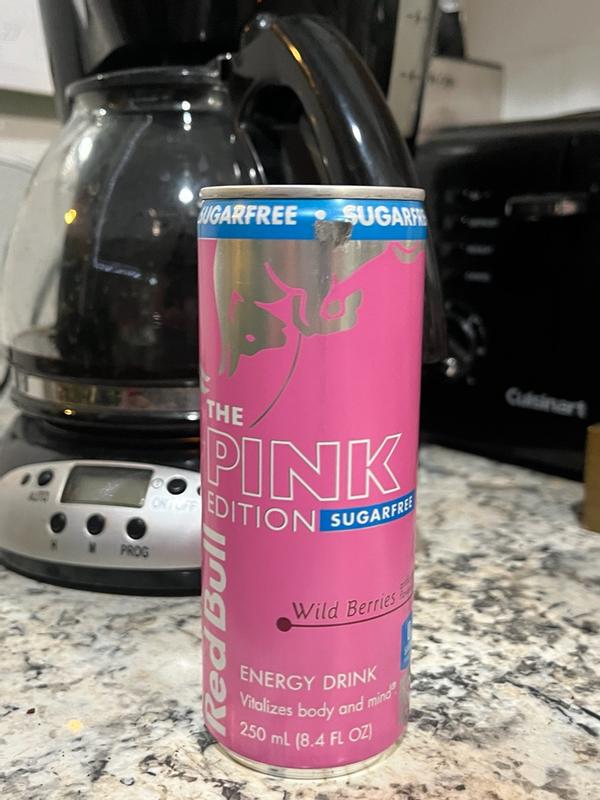 SUGARFREE • SUGARFR
THE
PINK
EDITION SUGARFREE
Red Bull
Wild Berries
ENERGY DRINK
Vitalizes body and mind®.
250 mL (8.4 FL OZ)
AUTO
ON/OFF
H M PROG
Cuisinart